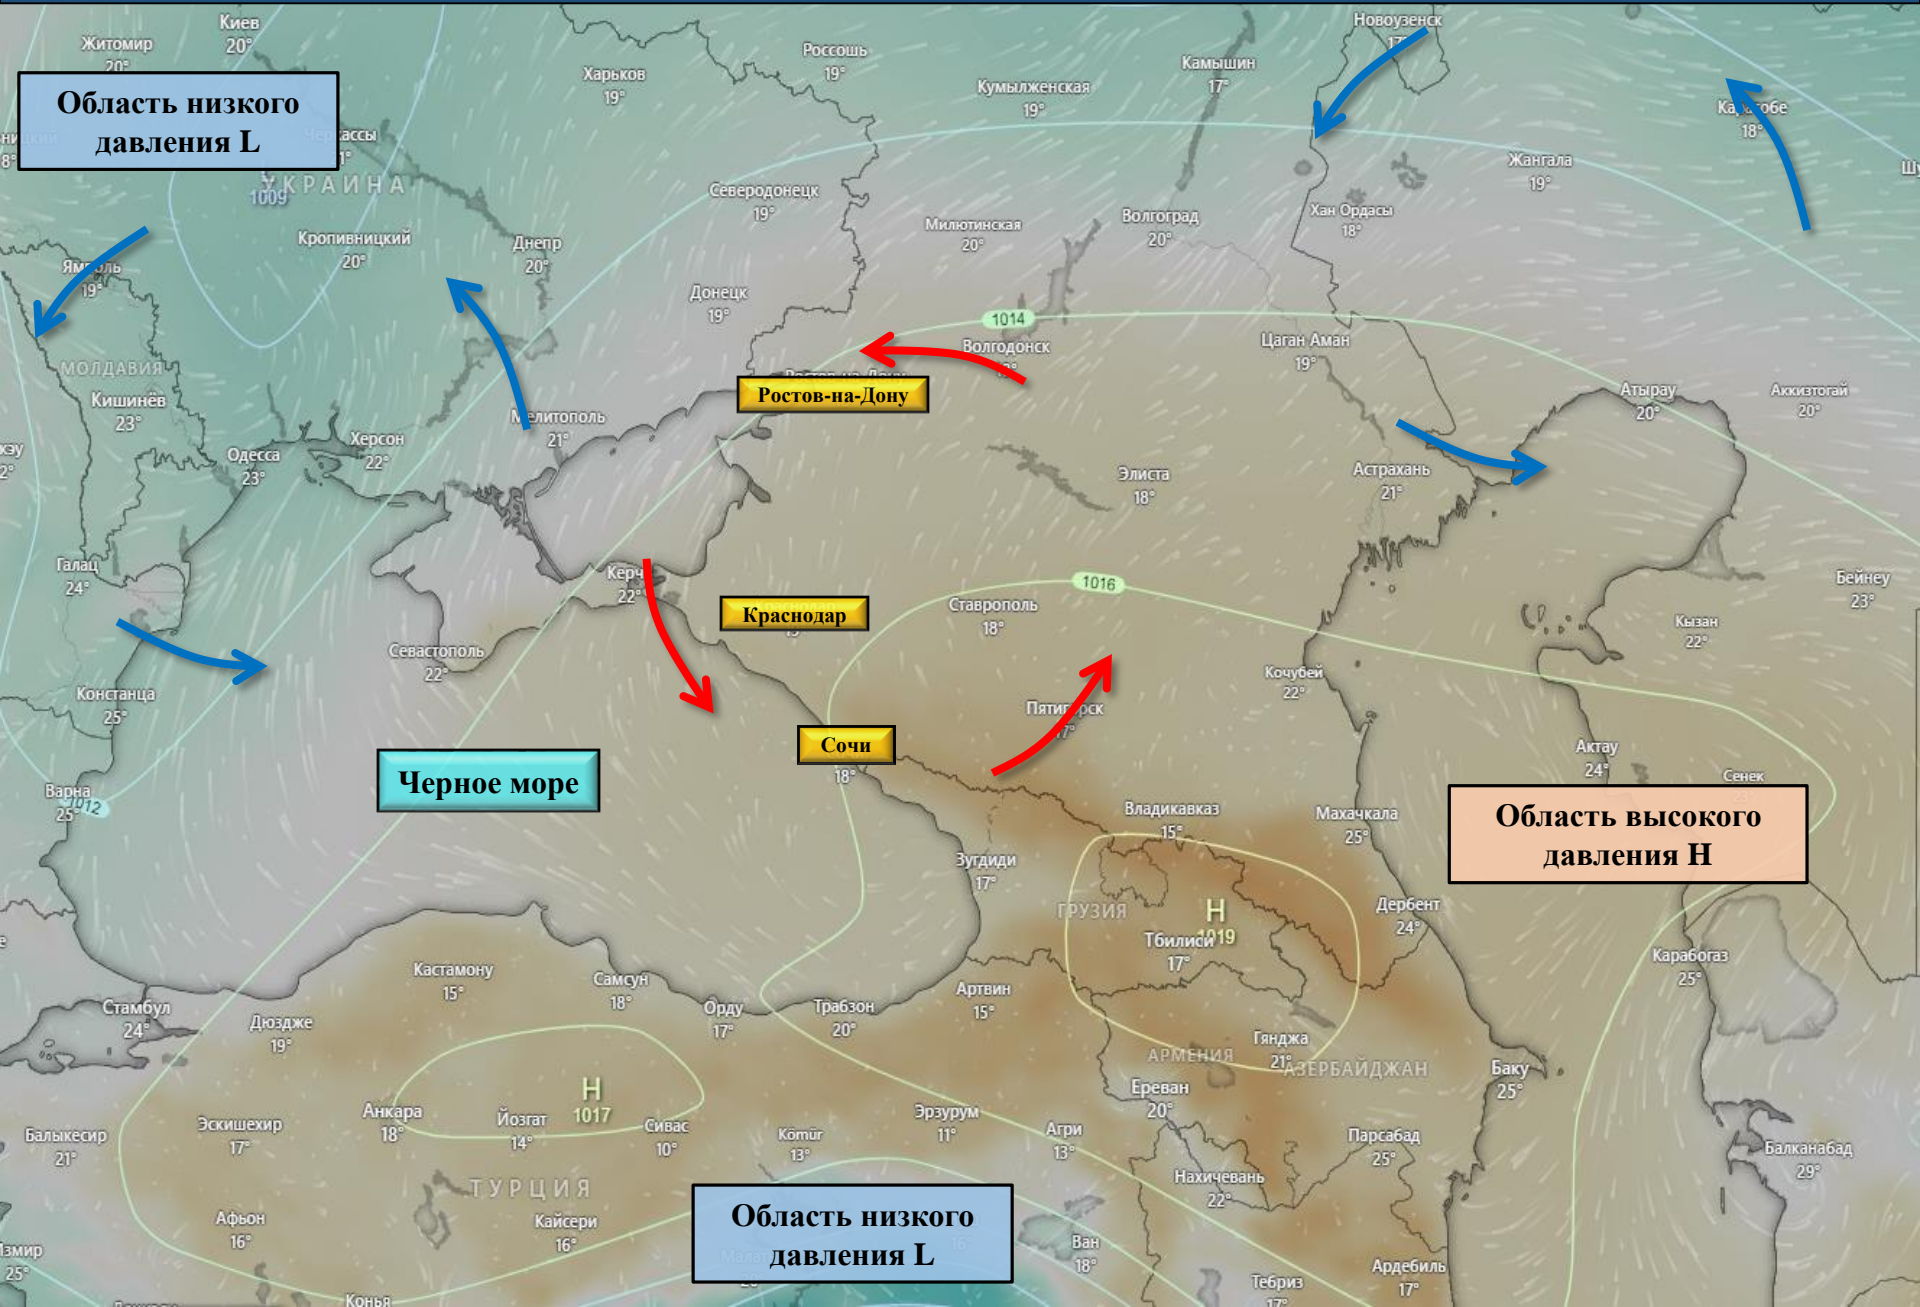 Киев
20°
Новоузенск
17°
Житомир
20°
Россошь
19°
Харьков
19°
Камышин
17°
Кумылженская
19°
Область низкого
давления L
Каратобе
18°
Жангала
19°
УКРАИНА
1009
Северодонецк
19°
Милютинская
20°
Волгоград
20°
Хан Ордасы
18°
Кропивницкий
20°
Днепр
20°
Ямполь
19°
Донецк
19°
1014
Волгодонск
Цаган Аман
19°
МОЛДАВИЯ
Кишинёв
23°
Ростов-на-Дону
Атырау
20°
Аккизтогай
20°
Мелитополь
21°
Херсон
22°
Одесса
23°
Элиста
18°
Астрахань
21°
Галац
24°
Керчь
22°
1016
Бейнеу
23°
Краснодар
Ставрополь
18°
Кызан
22°
Севастополь
22°
Кочубей
22°
Констанца
25°
Пятигорск
17°
Сочи
18°
Актау
24°
Сенек
Черное море
Варна
25°
1012
Владикавказ
15°
Махачкала
25°
Область высокого
давления H
Зугдиди
17°
ГРУЗИЯ
H
1019
Тбилиси
17°
Дербент
24°
Карабогаз
25°
Кастамону
15°
Самсун
18°
Артвин
15°
Стамбул
24°
Дюздже
19°
Орду
17°
Трабзон
20°
Гянджа
21°
АРМЕНИЯ
АЗЕРБАЙДЖАН
Баку
25°
H
1017
Ереван
20°
Анкара
18°
Йозгат
14°
Сивас
10°
Эрзурум
11°
Эскишехир
17°
Балыкесир
21°
Kömür
13°
Агри
13°
Парсабад
25°
Балканабад
29°
Нахичевань
22°
ТУРЦИЯ
Афьон
16°
Кайсери
16°
Область низкого
давления L
Ван
18°
Измир
25°
Тебриз
17°
Ардебиль
17°
Конья